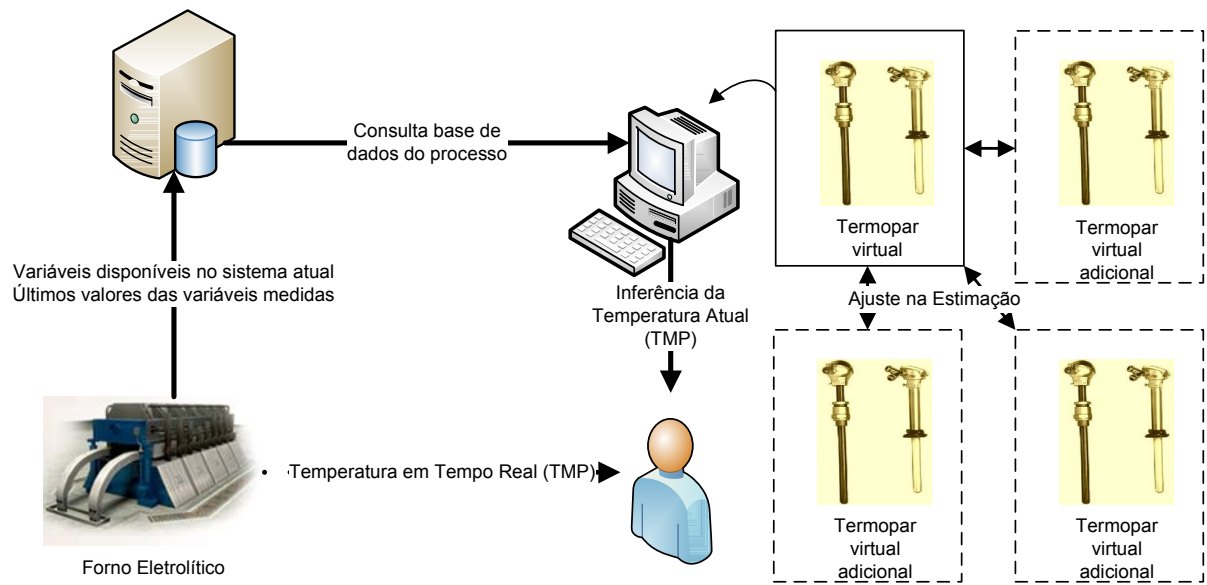 Consulta base de
dados do processo
Termopar
virtual
Termopar
virtual
adicional
Variáveis disponíveis no sistema atual
Últimos valores das variáveis medidas
Inferência da
Temperatura Atual
(TMP)
Ajuste na Estimação
Temperatura em Tempo Real (TMP)
Forno Eletrolítico
Termopar
virtual
adicional
Termopar
virtual
adicional